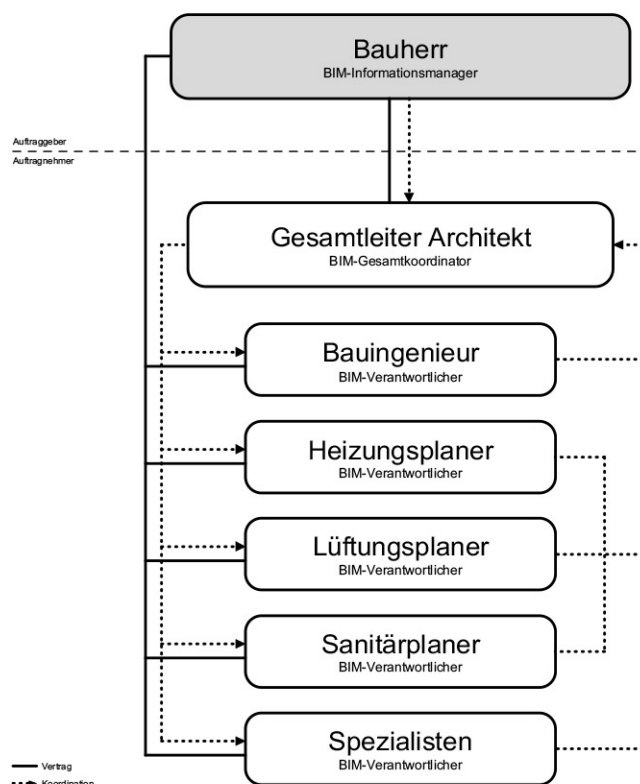 Bauherr
BIM-Informationsmanager
Auftraggeber
Auftragnehmer
Gesamtleiter Architekt
BIM-Gesamtkoordinator
Bauingenieur
BIM-Verantwortlicher
Heizungsplaner
BIM-Verantwortlicher
Lüftungsplaner
BIM-Verantwortlicher
Sanitärplaner
BIM-Verantwortlicher
Spezialisten
BIM-Verantwortlicher
Vertrag
Koordination